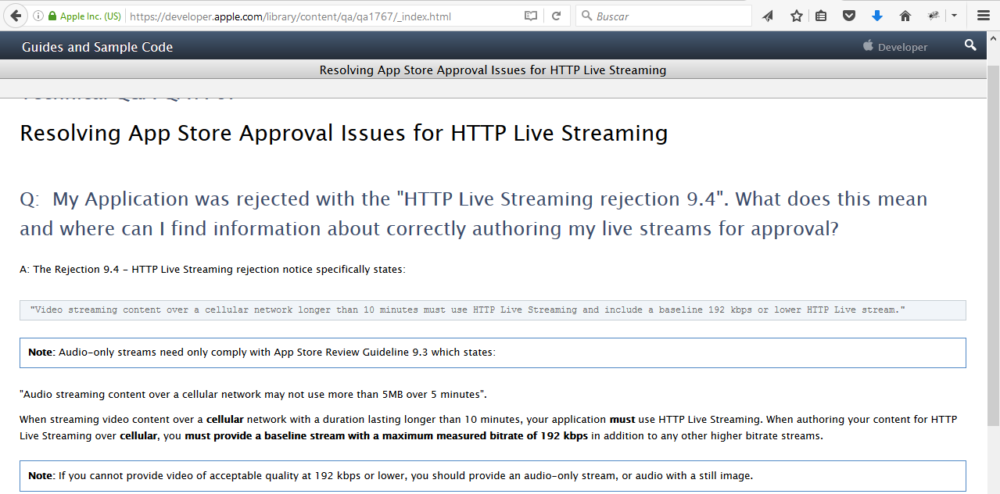 Apple Inc. (US) https://developer.apple.com/library/content/qa/qa1767/_index.html Buscar
Guides and Sample Code Developer
Resolving App Store Approval Issues for HTTP Live Streaming
Resolving App Store Approval Issues for HTTP Live Streaming
Q: My Application was rejected with the "HTTP Live Streaming rejection 9.4". What does this mean
and where can I find information about correctly authoring my live streams for approval?
A: The Rejection 9.4 – HTTP Live Streaming rejection notice specifically states:
"Video streaming content over a cellular network longer than 10 minutes must use HTTP Live Streaming and include a baseline 192 kbps or lower HTTP Live stream."
Note: Audio-only streams need only comply with App Store Review Guideline 9.3 which states:
"Audio streaming content over a cellular network may not use more than 5MB over 5 minutes".
When streaming video content over a cellular network with a duration lasting longer than 10 minutes, your application must use HTTP Live Streaming. When authoring your content for HTTP
Live Streaming over cellular, you must provide a baseline stream with a maximum measured bitrate of 192 kbps in addition to any other higher bitrate streams.
Note: If you cannot provide video of acceptable quality at 192 kbps or lower, you should provide an audio-only stream, or audio with a still image.